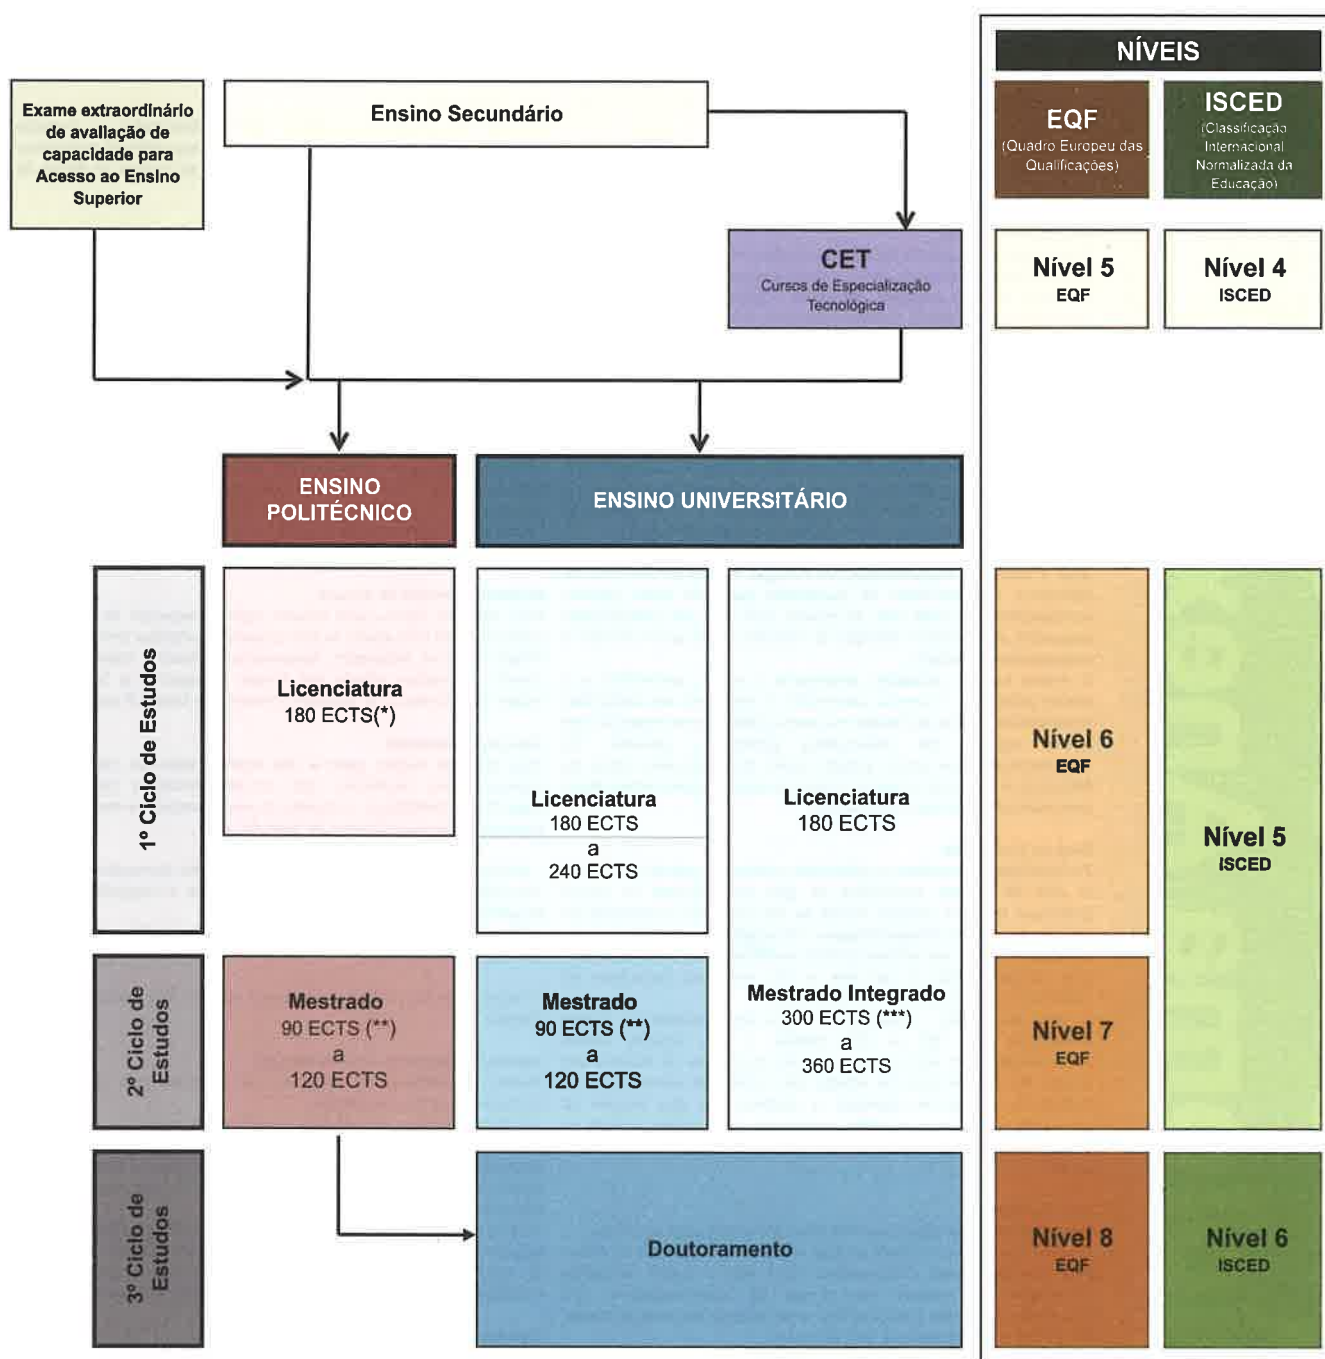 Exame extraordinário
de avaliação de
capacidade para
Acesso ao Ensino
Superior
Ensino Secundário
CET
Cursos de Especialização
Tecnológica
NÍVEIS
EQF
(Quadro Europeu das
Qualificações)
ISCED
(Classificação
Internacional
Normalizada da
Educação)
Nível 5
EQF
Nível 4
ISCED
ENSINO
POLITÉCNICO
ENSINO UNIVERSITÁRIO
1º Ciclo de Estudos
Licenciatura
180 ECTS(*)
Licenciatura
180 ECTS
a
240 ECTS
Licenciatura
180 ECTS
Nível 6
EQF
Nível 5
ISCED
2º Ciclo de
Estudos
Mestrado
90 ECTS (**)
a
120 ECTS
Mestrado
90 ECTS (**)
a
120 ECTS
Mestrado Integrado
300 ECTS (***)
a
360 ECTS
Nível 7
EQF
3º Ciclo de
Estudos
Doutoramento
Nível 8
EQF
Nível 6
ISCED